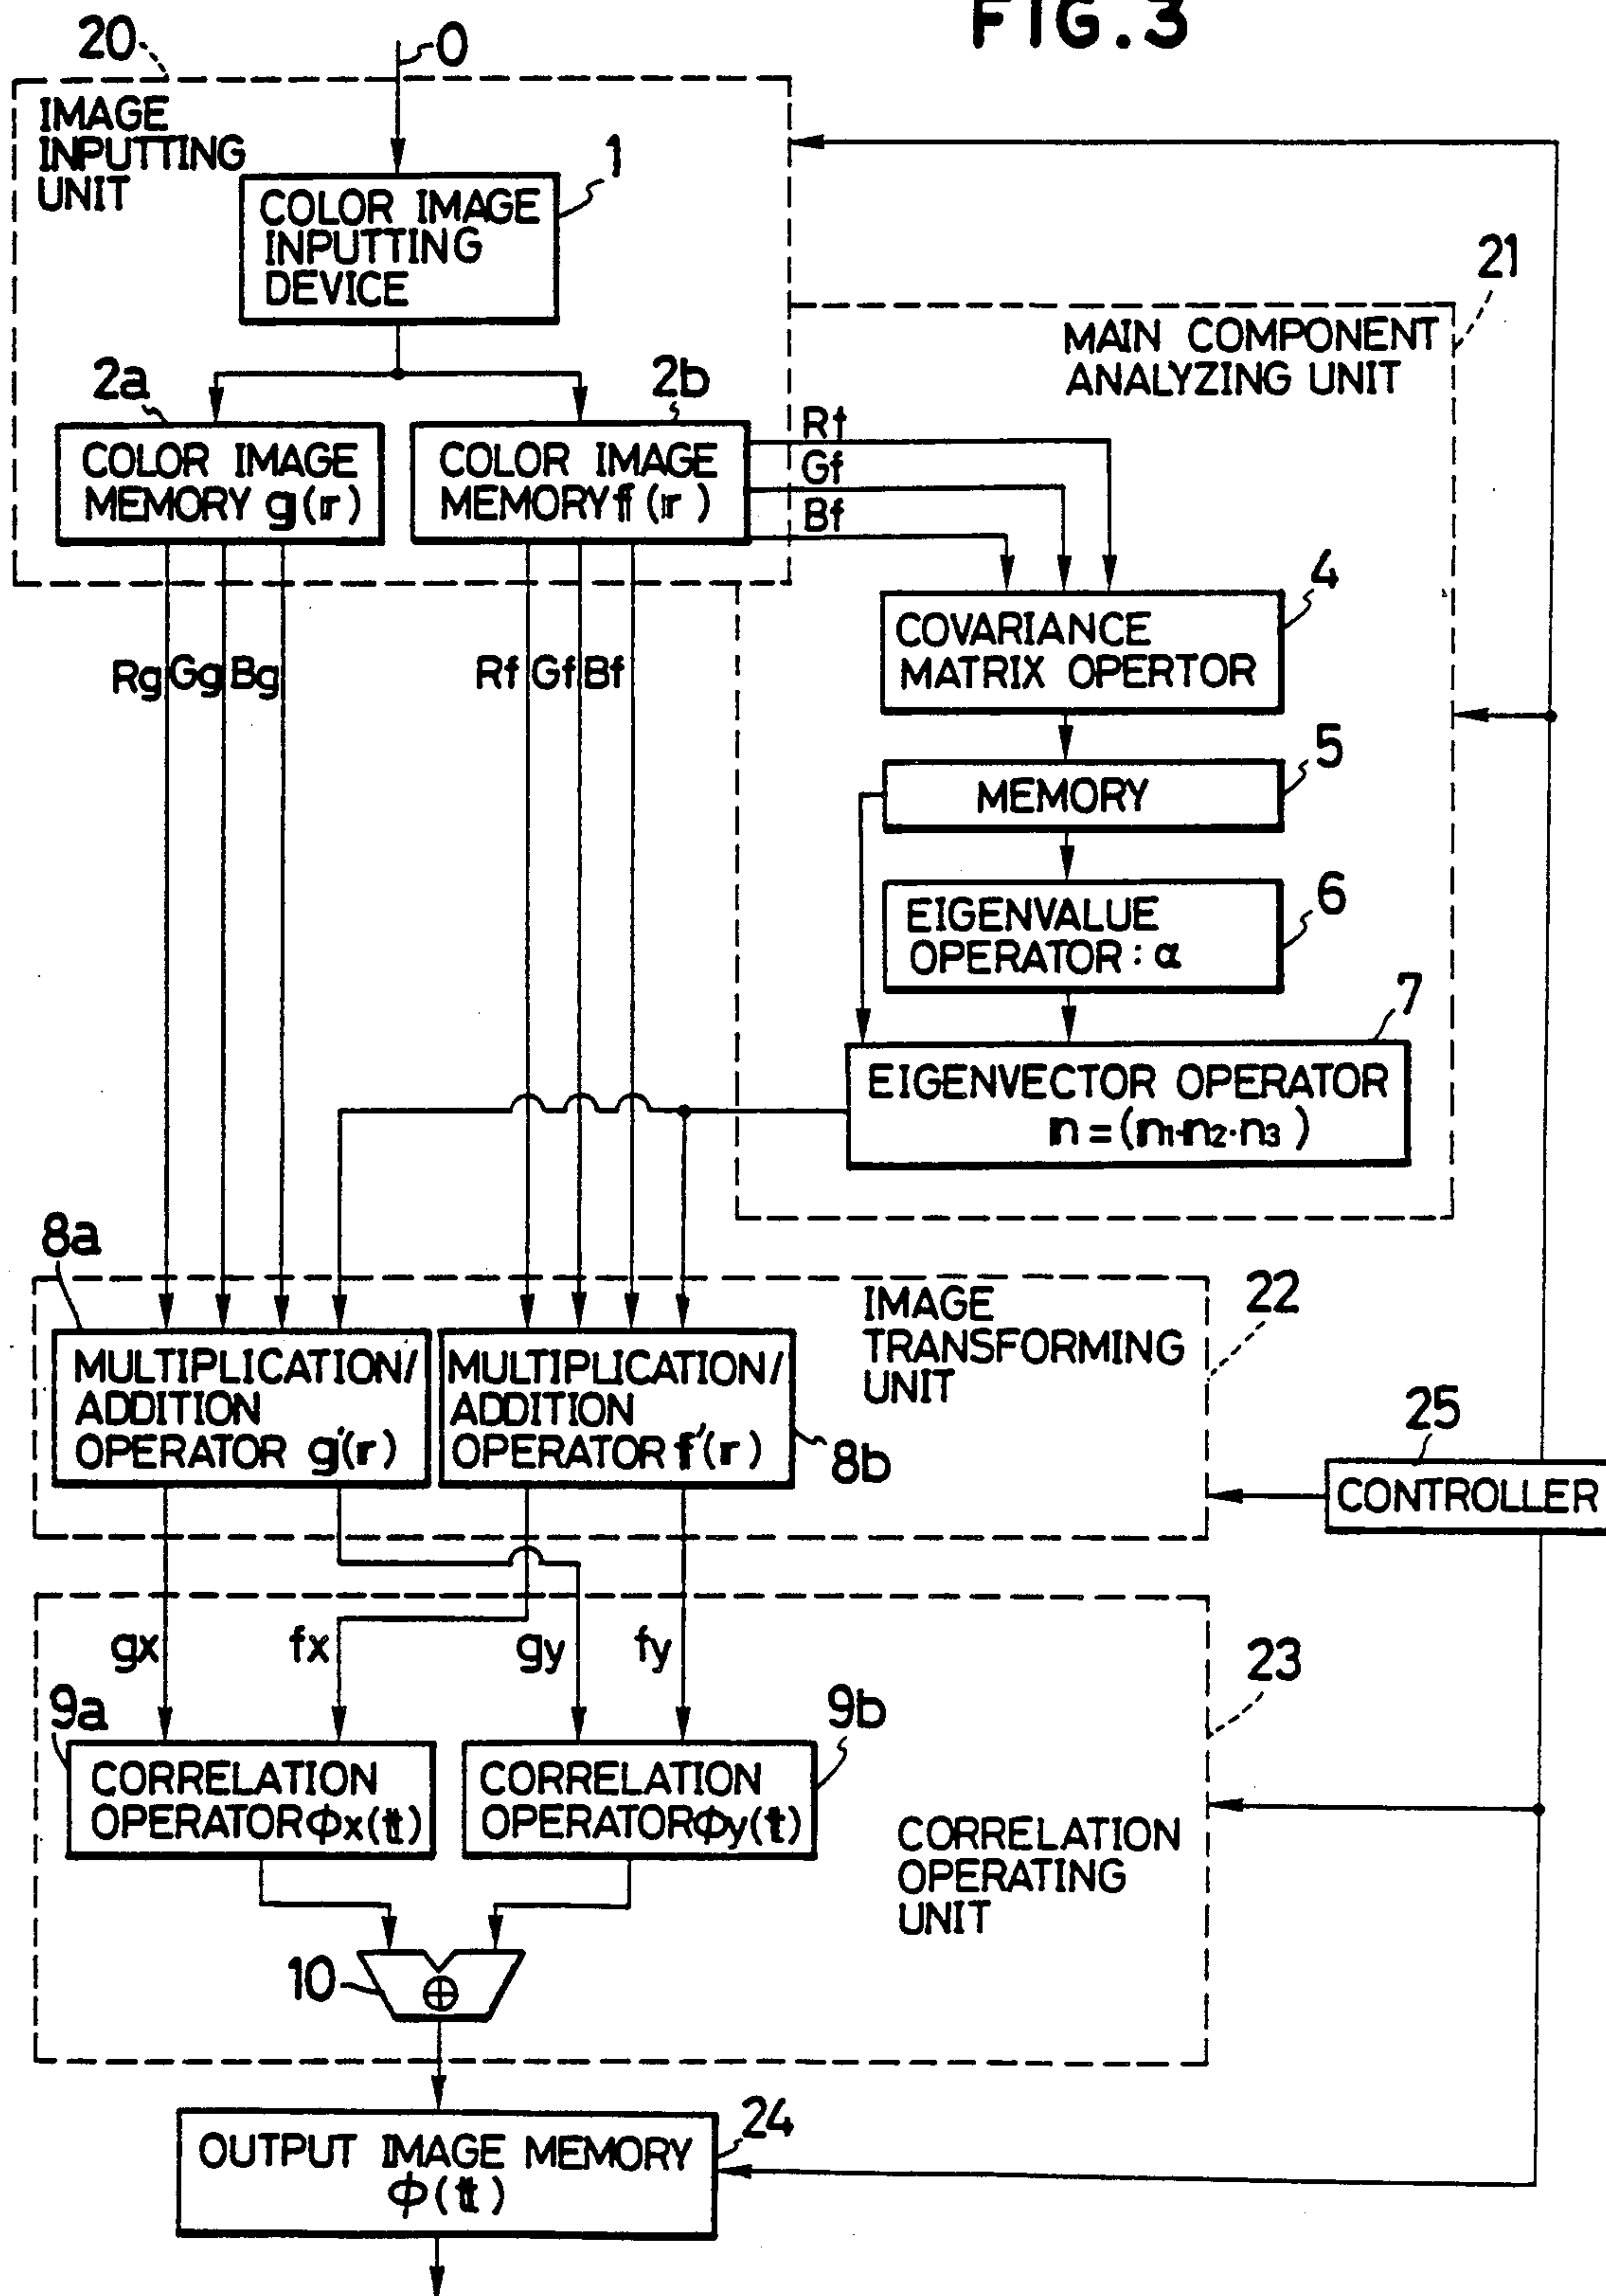 FIG.3
20
0
IMAGE
INPUTTING
UNIT
1
COLOR IMAGE
INPUTTING
DEVICE
21
MAIN COMPONENT
ANALYZING UNIT
2a
2b
COLOR IMAGE
MEMORY g(r)
COLOR IMAGE
MEMORY f(r)
Rf
Gf
Bf
4
COVARIANCE
MATRIX OPERTOR
Rg Gg Bg
Rf Gf Bf
5
MEMORY
6
EIGENVALUE
OPERATOR: α
7
EIGENVECTOR OPERATOR
n=(n1·n2·n3)
8a
22
IMAGE
TRANSFORMING
UNIT
MULTIPLICATION/
ADDITION
OPERATOR g'(r)
MULTIPLICATION/
ADDITION
OPERATOR f'(r)
8b
25
CONTROLLER
gx
fx
gy
fy
23
9a
9b
CORRELATION
OPERATOR ϕx(t)
CORRELATION
OPERATOR ϕy(t)
CORRELATION
OPERATING
UNIT
10
24
OUTPUT IMAGE MEMORY
ϕ(t)